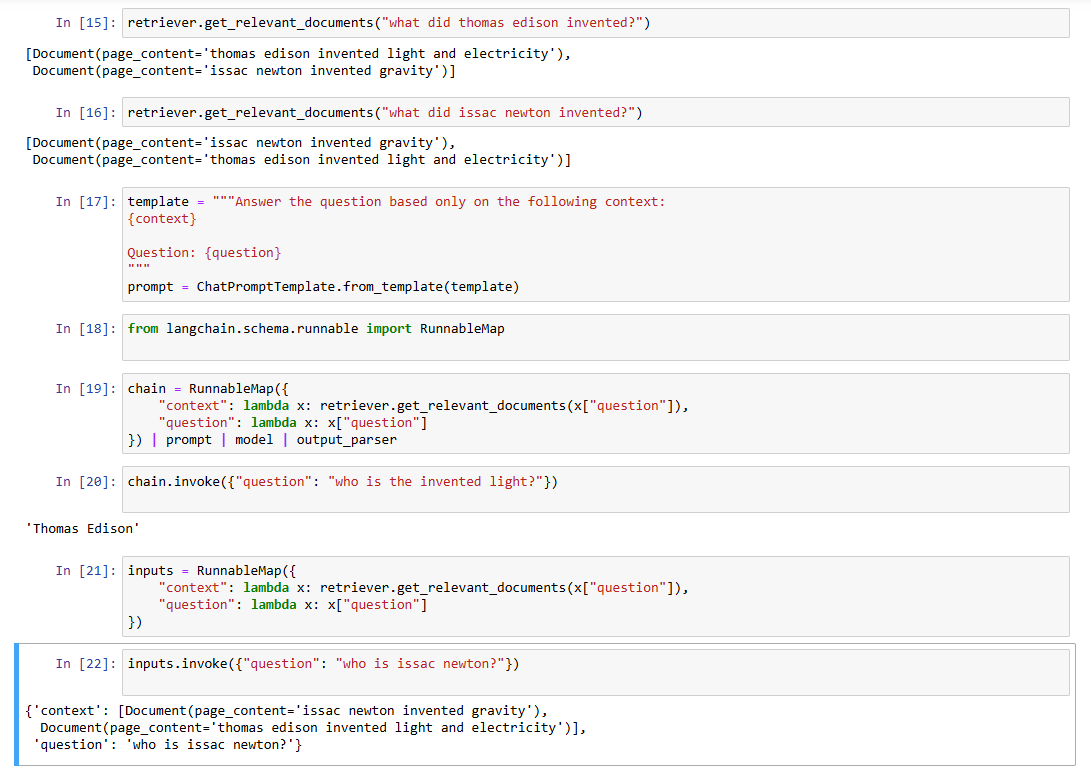 In [15]: retriever.get_relevant_documents("what did thomas edison invented?")
[Document(page_content='thomas edison invented light and electricity'),
 Document(page_content='issac newton invented gravity')]
In [16]: retriever.get_relevant_documents("what did issac newton invented?")
[Document(page_content='issac newton invented gravity'),
 Document(page_content='thomas edison invented light and electricity')]
In [17]: template = """Answer the question based only on the following context:
{context}
Question: {question}
"""
prompt = ChatPromptTemplate.from_template(template)
In [18]: from langchain.schema.runnable import RunnableMap
In [19]: chain = RunnableMap({
    "context": lambda x: retriever.get_relevant_documents(x["question"]),
    "question": lambda x: x["question"]
}) | prompt | model | output_parser
In [20]: chain.invoke({"question": "who is the invented light?"})
'Thomas Edison'
In [21]: inputs = RunnableMap({
    "context": lambda x: retriever.get_relevant_documents(x["question"]),
    "question": lambda x: x["question"]
})
In [22]: inputs.invoke({"question": "who is issac newton?"})
{'context': [Document(page_content='issac newton invented gravity'),
  Document(page_content='thomas edison invented light and electricity')],
 'question': 'who is issac newton?'}